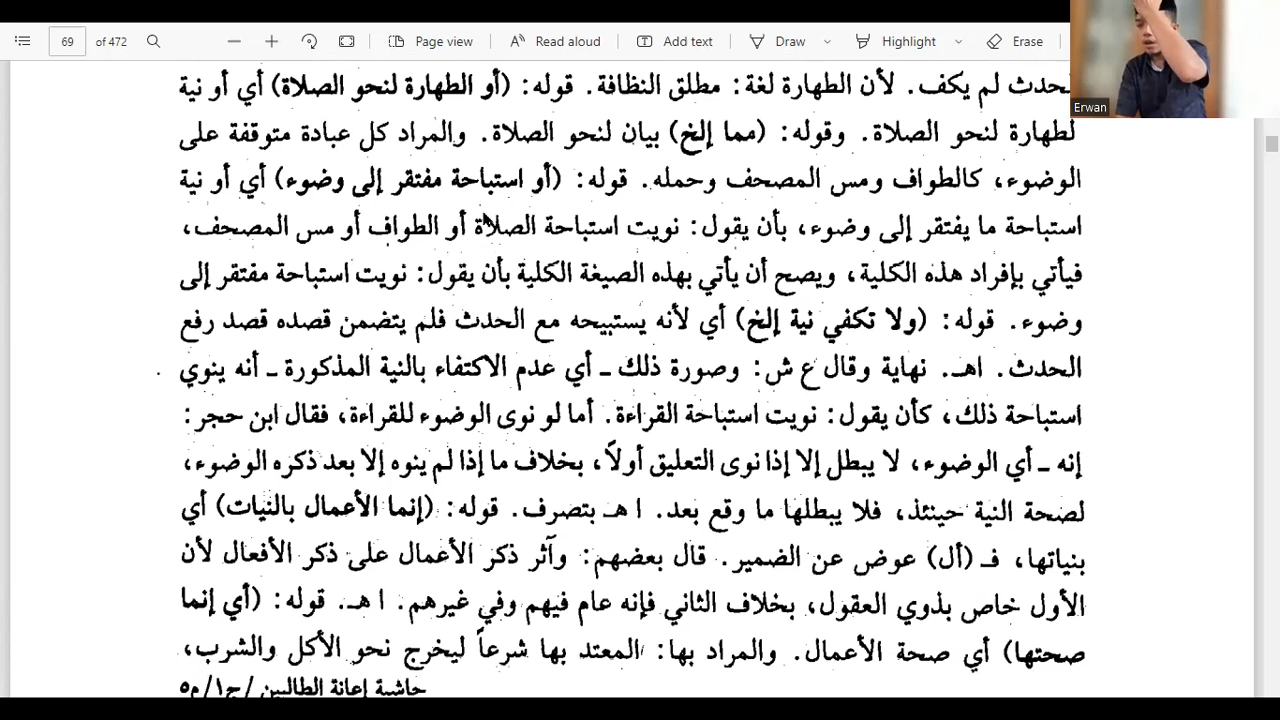 69
of 472
Page view
Read aloud
Add text
Draw
Highlight
Erase
Erwan
لحدث لم يكف. لأن الطهارة لغة: مطلق النظافة. قوله: (أو الطهارة لنحو الصلاة) أي أو نية
لطهارة لنحو الصلاة. وقوله: (مما إلخ) بيان لنحو الصلاة. والمراد كل عبادة متوقفة على
الوضوء، كالطواف ومس المصحف وحمله. قوله: (أو استباحة مفتقر إلى وضوء) أي أو نية
استباحة ما يفتقر إلى وضوء، بأن يقول: نويت استباحة الصلاة أو الطواف أو مس المصحف،
فيأتي بإفراد هذه الكلية، ويصح أن يأتي بهذه الصيغة الكلية بأن يقول: نويت استباحة مفتقر إلى
وضوء. قوله: (ولا تكفي نية إلخ) أي لأنه يستبيحه مع الحدث فلم يتضمن قصده قصد رفع
الحدث. اهـ. نهاية وقال ع ش: وصورة ذلك ـ أي عدم الاكتفاء بالنية المذكورة ـ أنه ينوي
استباحة ذلك، كأن يقول: نويت استباحة القراءة. أما لو نوى الوضوء للقراءة، فقال ابن حجر:
إنه ـ أي الوضوء، لا يبطل إلا إذا نوى التعليق أولاً، بخلاف ما إذا لم ينوه إلا بعد ذكره الوضوء،
لصحة النية حينئذ، فلا يبطلها ما وقع بعد. ا هـ بتصرف. قوله: (إنما الأعمال بالنيات) أي
بنياتها، فـ (أل) عوض عن الضمير. قال بعضهم: وآثر ذكر الأعمال على ذكر الأفعال لأن
الأول خاص بذوي العقول، بخلاف الثاني فإنه عام فيهم وفي غيرهم. ا هـ. قوله: (أي إنما
صحتها) أي صحة الأعمال. والمراد بها: المعتد بها شرعاً ليخرج نحو الأكل والشرب،
حاشية إعانة الطالبين /ج١/م٥